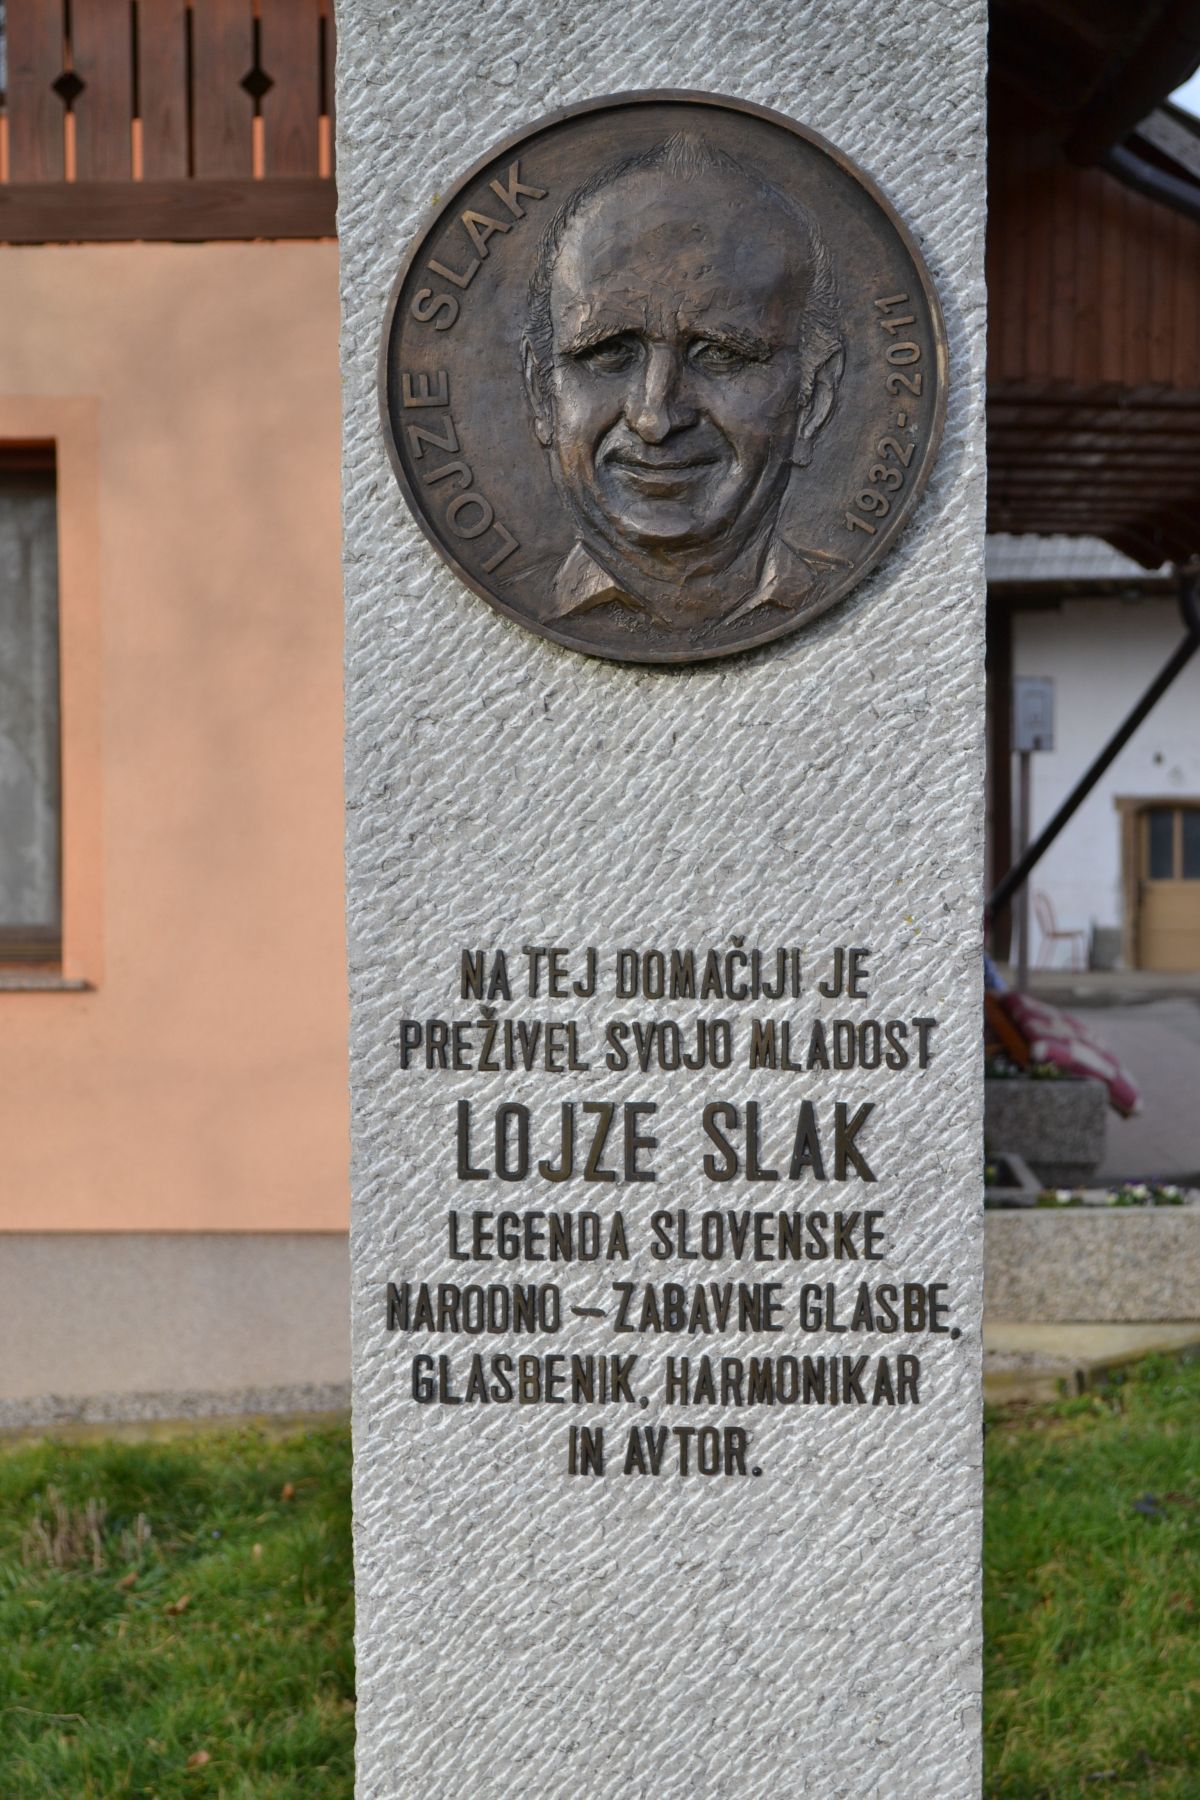 LOJZE SLAK
1932 - 2011
NA TEJ DOMAČIJI JE
PREŽIVEL SVOJO MLADOST
LOJZE SLAK
LEGENDA SLOVENSKE
NARODNO – ZABAVNE GLASBE,
GLASBENIK, HARMONIKAR
IN AVTOR.